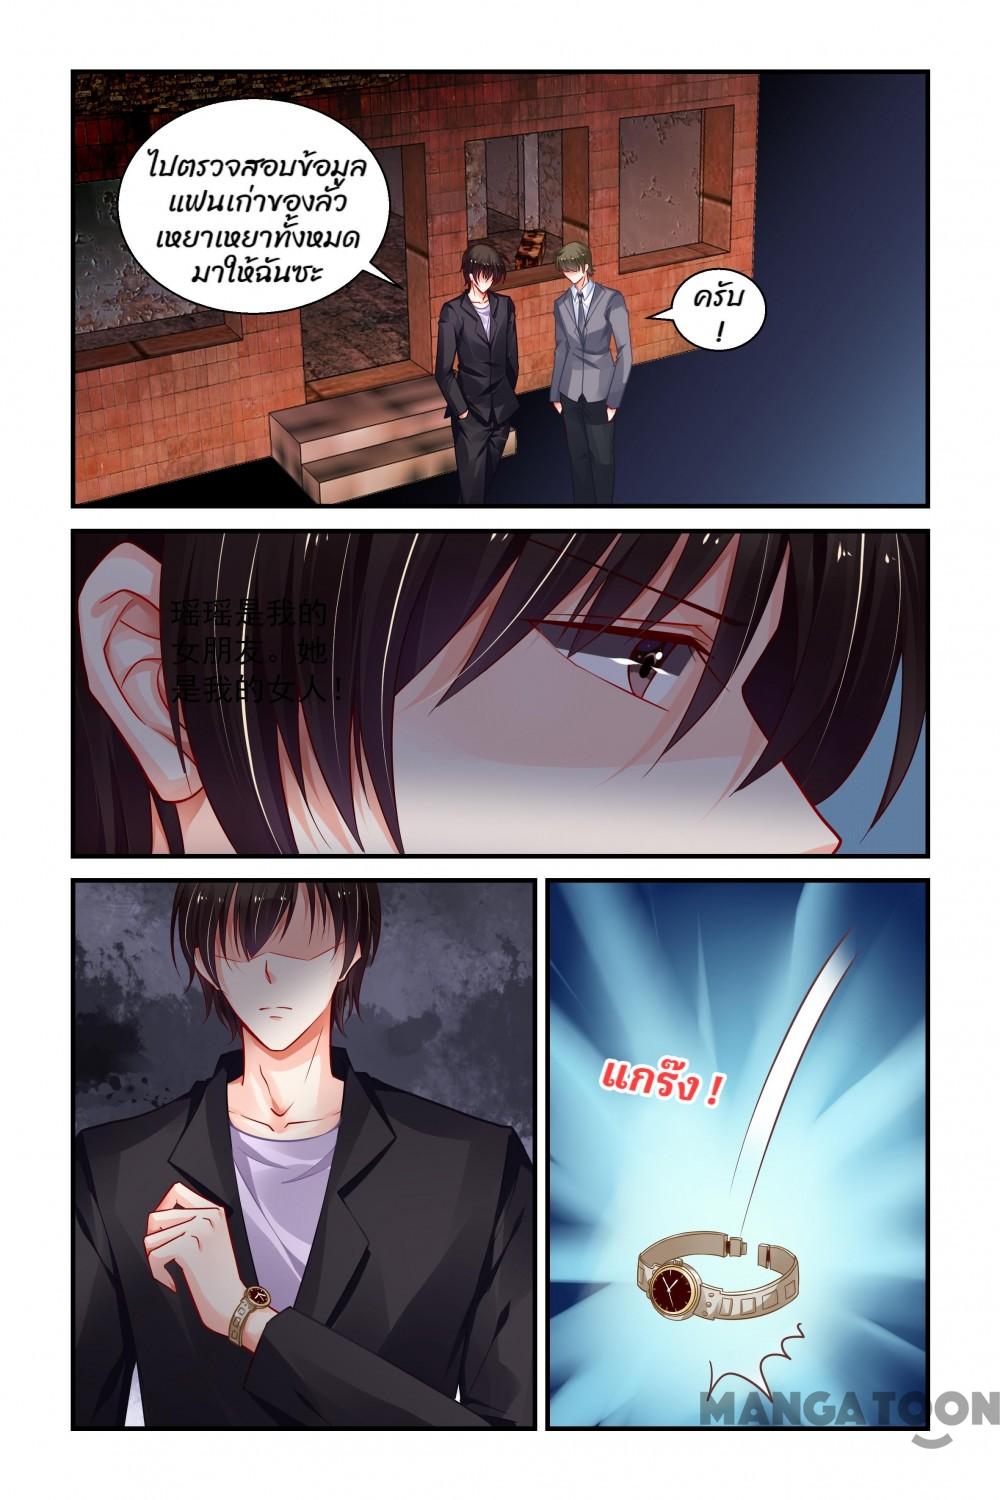 ไปตรวจสอบข้อมูล
แฟนเก่าของลั่ว
เหยาเหยาทั้งหมด
มาให้ฉันซะ
ครับ
!
瑶瑶是我的
女朋友。她
是我的女人！
แกร๊ง !
MANGATOON